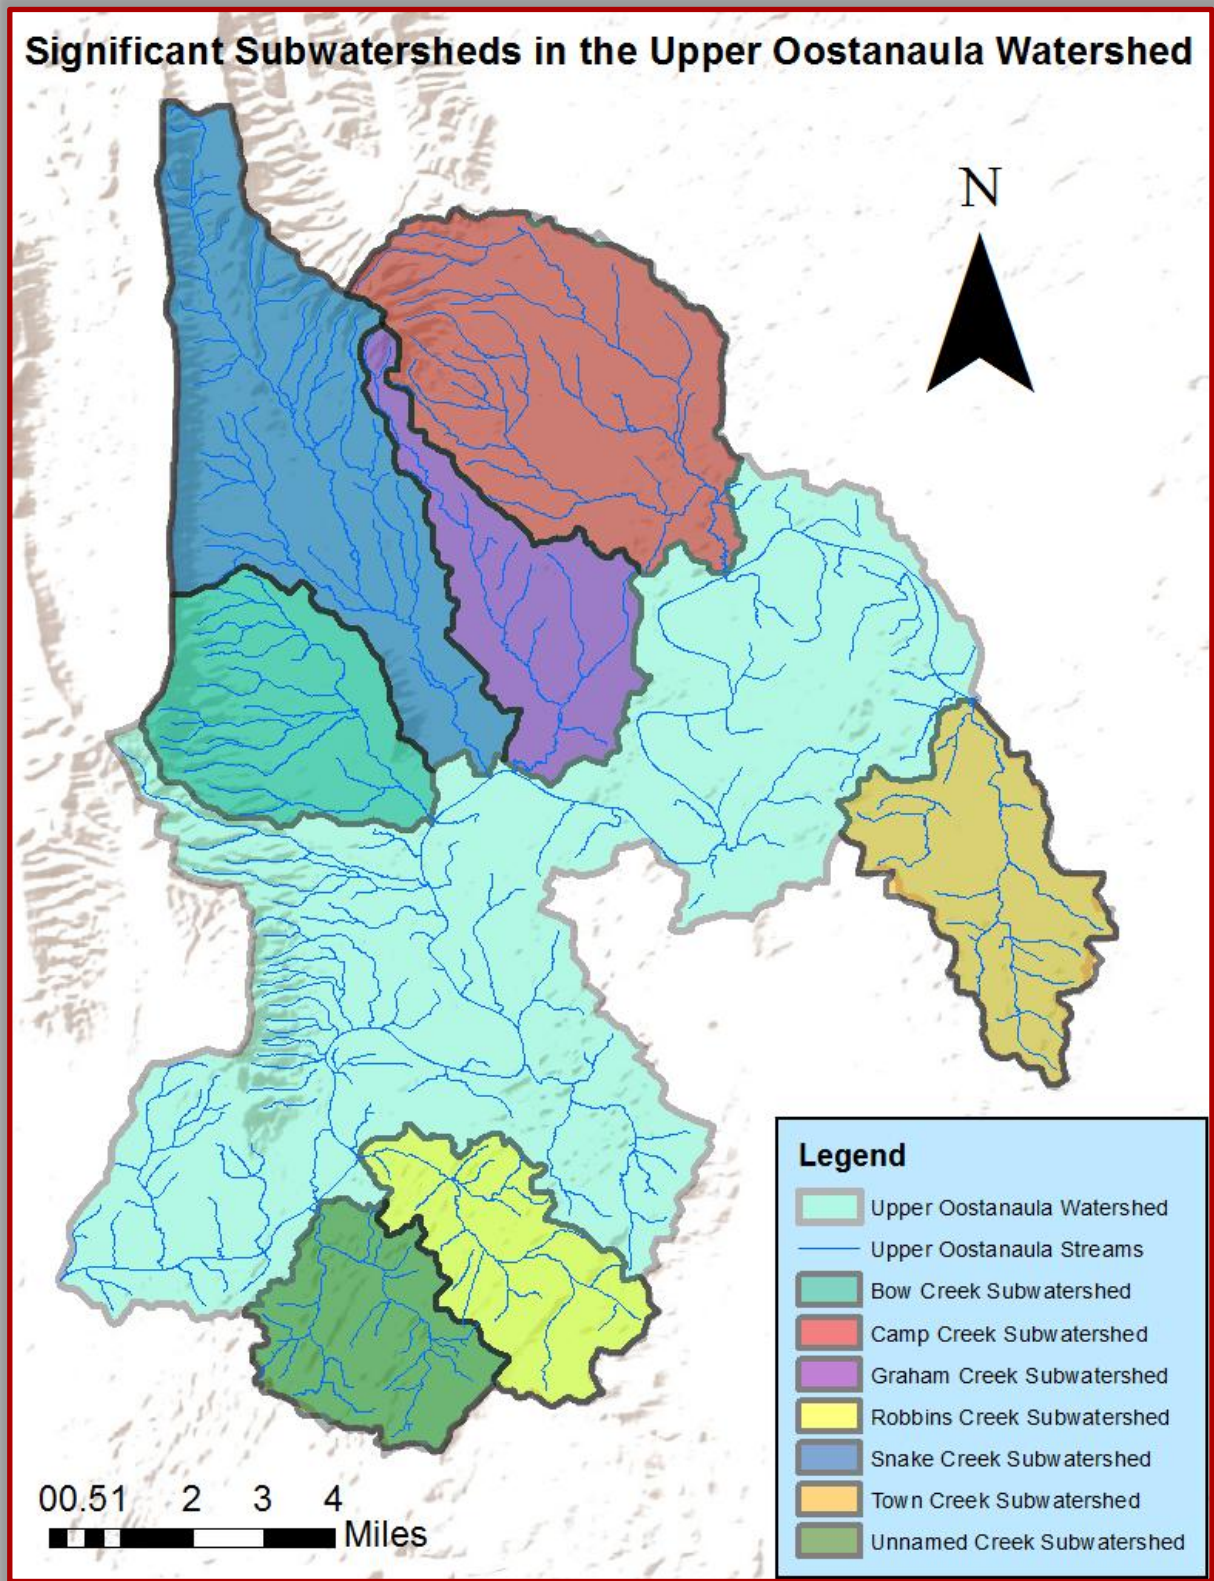 Significant Subwatersheds in the Upper Oostanaula Watershed
N
Legend
Upper Oostanaula Watershed
Upper Oostanaula Streams
Bow Creek Subwatershed
Camp Creek Subwatershed
Graham Creek Subwatershed
Robbins Creek Subwatershed
Snake Creek Subwatershed
Town Creek Subwatershed
Unnamed Creek Subwatershed
00.51 2 3 4
Miles